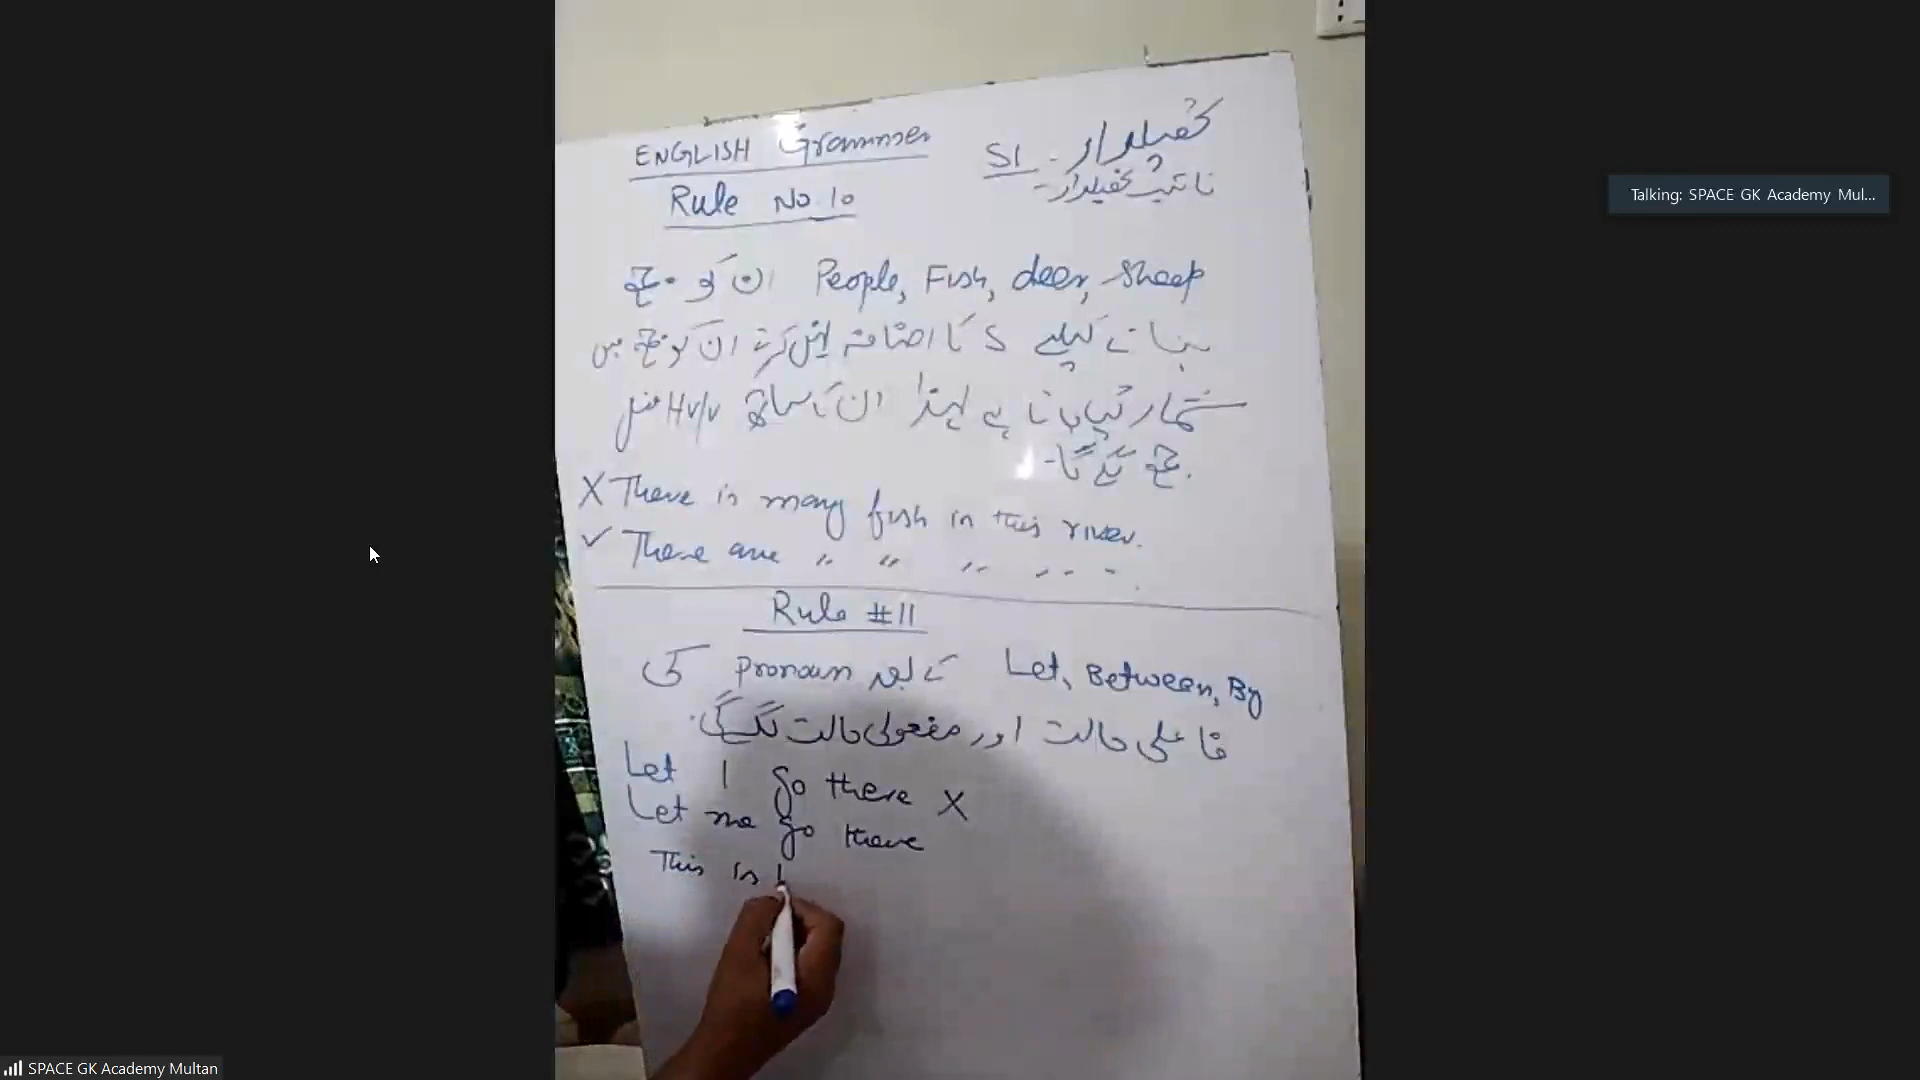 ENGLISH Grammer
Rule No. 10
تحصیلدار - SI
نائب تحصیلدار -
People, Fish, deer, Sheep ان کو جمع
بنانے کیلیے S کا اضافہ نہیں کرتے ان کو جمع میں
شمار کیا جاتا ہے لہذا ان کے ساتھ H.v/v فعل
جمع لگے گا -
X There is many fish in this river.
✓ There are " " " " " "
Rule #11
Let, Between, By کے بعد Pronoun کی
فاعلی حالت اور مفعولی حالت لگے گی.
Let I go there X
Let me go there
This is
Talking: SPACE GK Academy Mul...
SPACE GK Academy Multan